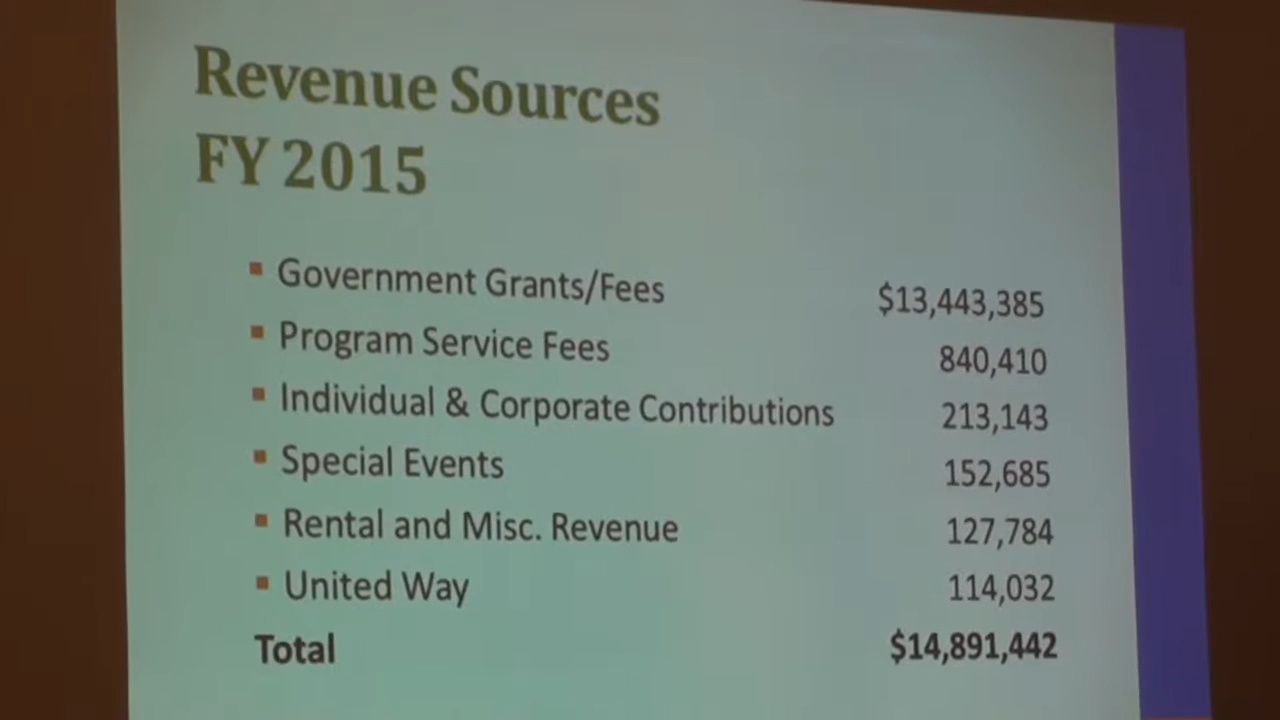 Revenue Sources
FY 2015
▪ Government Grants/Fees $13,443,385
▪ Program Service Fees 840,410
▪ Individual & Corporate Contributions 213,143
▪ Special Events 152,685
▪ Rental and Misc. Revenue 127,784
▪ United Way 114,032
Total $14,891,442